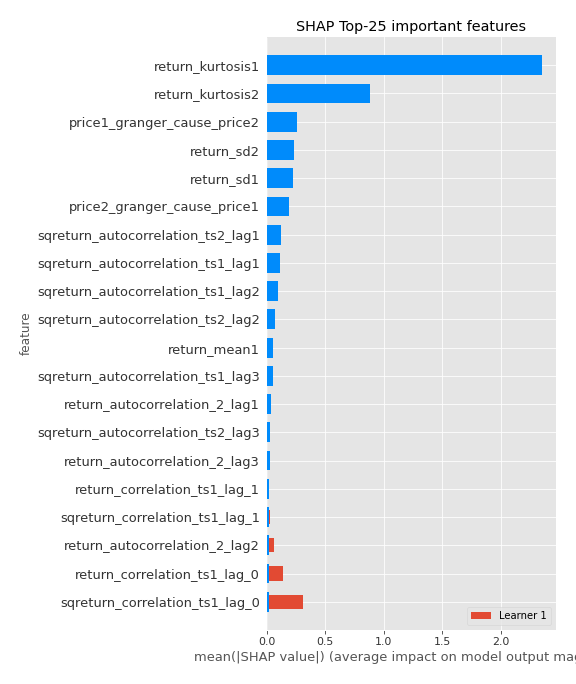 SHAP Top-25 important features
return_kurtosis1
return_kurtosis2
price1_granger_cause_price2
return_sd2
return_sd1
price2_granger_cause_price1
sqreturn_autocorrelation_ts2_lag1
sqreturn_autocorrelation_ts1_lag1
sqreturn_autocorrelation_ts1_lag2
sqreturn_autocorrelation_ts2_lag2
return_mean1
sqreturn_autocorrelation_ts1_lag3
return_autocorrelation_2_lag1
sqreturn_autocorrelation_ts2_lag3
return_autocorrelation_2_lag3
return_correlation_ts1_lag_1
sqreturn_correlation_ts1_lag_1
return_autocorrelation_2_lag2
return_correlation_ts1_lag_0
sqreturn_correlation_ts1_lag_0
feature
Learner 1
0.0 0.5 1.0 1.5 2.0
mean(|SHAP value|) (average impact on model output mag